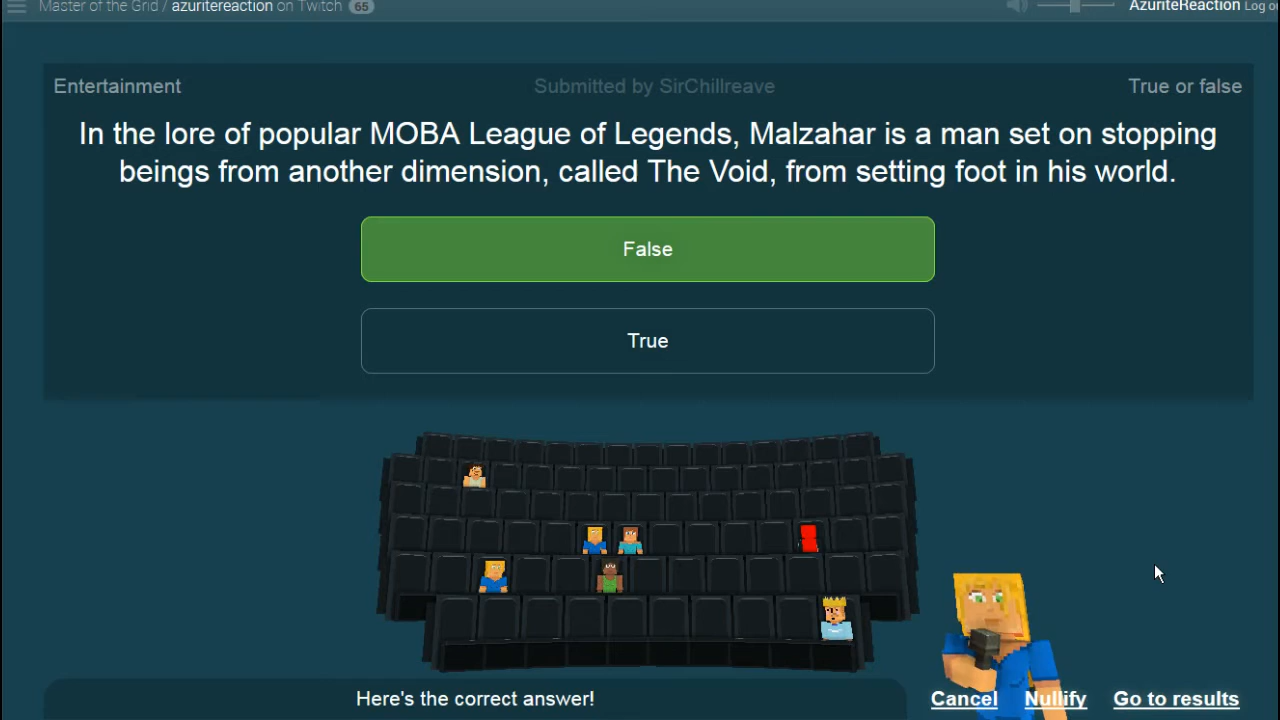 Master of the Grid / azuritereaction on Twitch 65
AzuriteReaction Log
Entertainment
Submitted by SirChillreave
True or false
In the lore of popular MOBA League of Legends, Malzahar is a man set on stopping
beings from another dimension, called The Void, from setting foot in his world.
False
True
Here's the correct answer!
Cancel
Nullify
Go to results